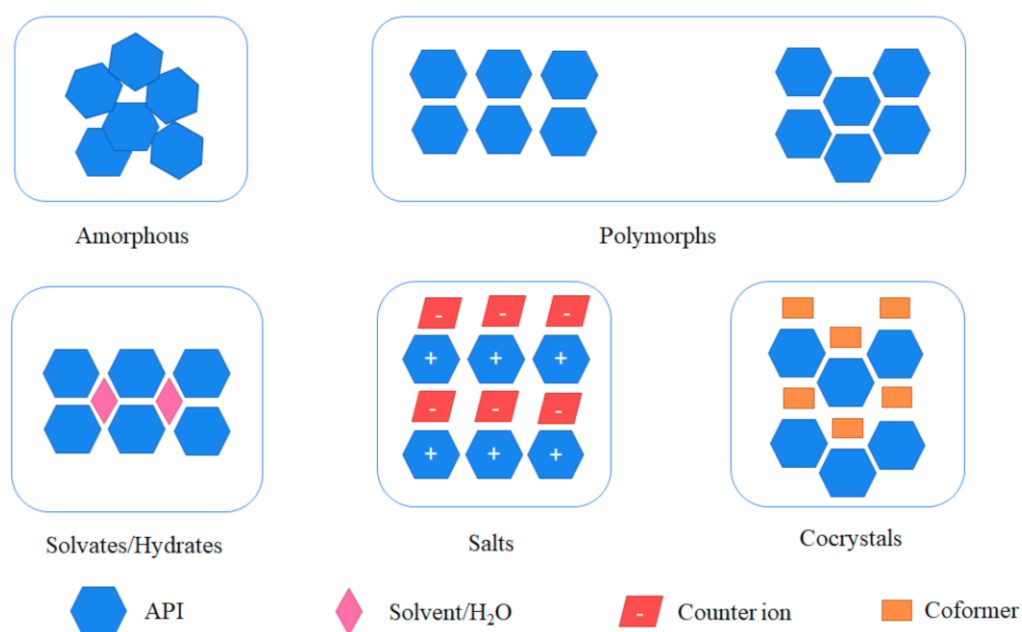 Amorphous
Polymorphs
- - -
+ + +
- - -
+ + +
Solvates/Hydrates
Salts
Cocrystals
API
Solvent/H₂O
- Counter ion
Coformer